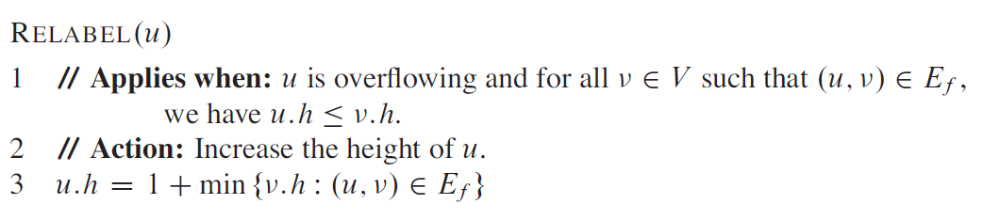 RELABEL(u)
1 // Applies when: u is overflowing and for all v ∈ V such that (u, v) ∈ E_f,
we have u.h ≤ v.h.
2 // Action: Increase the height of u.
3 u.h = 1 + min {v.h : (u, v) ∈ E_f}